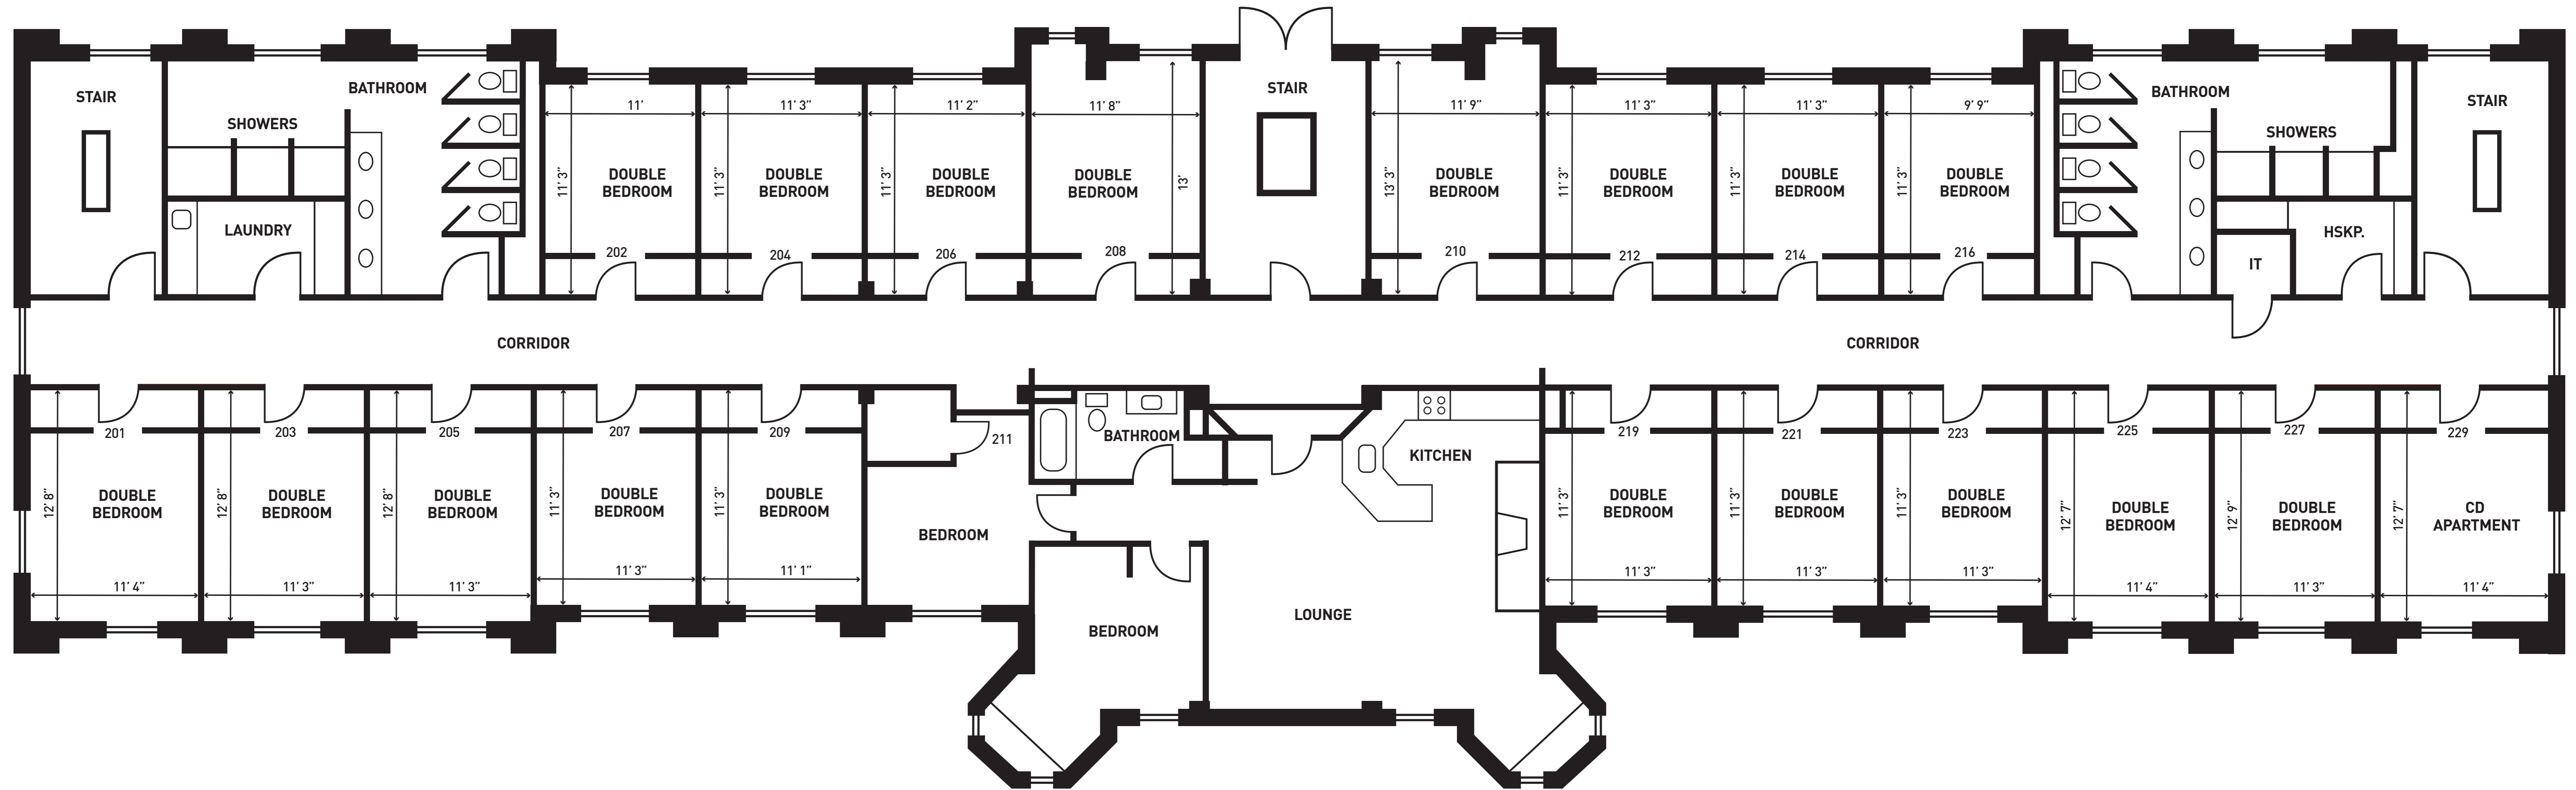 STAIR
SHOWERS
BATHROOM
LAUNDRY
11'
11' 3"
DOUBLE
BEDROOM
202
11' 3"
11' 3"
DOUBLE
BEDROOM
204
11' 2"
11' 3"
DOUBLE
BEDROOM
206
11' 8"
13'
DOUBLE
BEDROOM
208
STAIR
11' 9"
13' 3"
DOUBLE
BEDROOM
210
11' 3"
11' 3"
DOUBLE
BEDROOM
212
11' 3"
11' 3"
DOUBLE
BEDROOM
214
9' 9"
11' 3"
DOUBLE
BEDROOM
216
BATHROOM
SHOWERS
HSKP.
IT
STAIR
CORRIDOR
CORRIDOR
201
12' 8"
DOUBLE
BEDROOM
11' 4"
203
12' 8"
DOUBLE
BEDROOM
11' 3"
205
12' 8"
DOUBLE
BEDROOM
11' 3"
207
11' 3"
DOUBLE
BEDROOM
11' 3"
209
11' 3"
DOUBLE
BEDROOM
11' 1"
211
BEDROOM
BATHROOM
BEDROOM
KITCHEN
LOUNGE
219
11' 3"
DOUBLE
BEDROOM
11' 3"
221
11' 3"
DOUBLE
BEDROOM
11' 3"
223
11' 3"
DOUBLE
BEDROOM
11' 3"
225
12' 7"
DOUBLE
BEDROOM
11' 4"
227
12' 9"
DOUBLE
BEDROOM
11' 3"
229
12' 7"
CD
APARTMENT
11' 4"